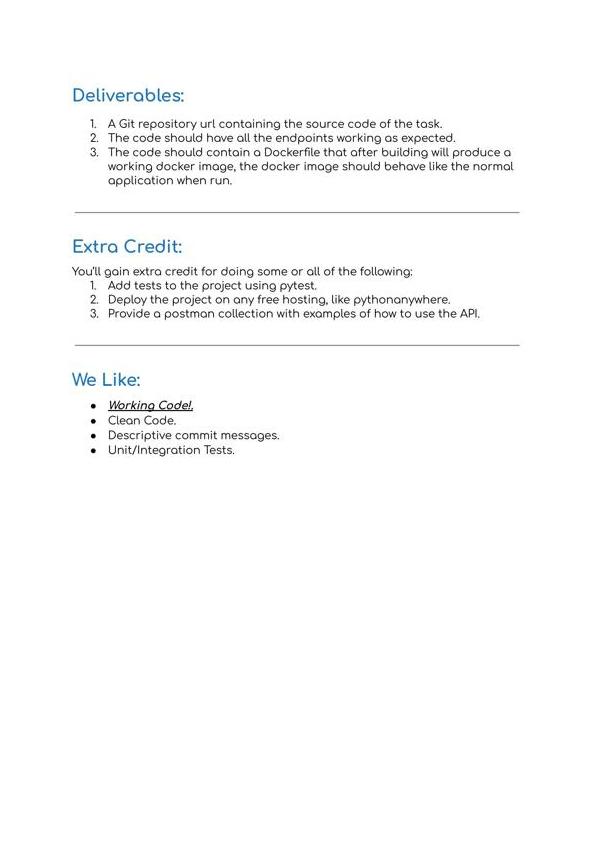 Deliverables:
1. A Git repository url containing the source code of the task.
2. The code should have all the endpoints working as expected.
3. The code should contain a Dockerfile that after building will produce a
working docker image, the docker image should behave like the normal
application when run.
Extra Credit:
You'll gain extra credit for doing some or all of the following:
1. Add tests to the project using pytest.
2. Deploy the project on any free hosting, like pythonanywhere.
3. Provide a postman collection with examples of how to use the API.
We Like:
● Working Code!.
● Clean Code.
● Descriptive commit messages.
● Unit/Integration Tests.